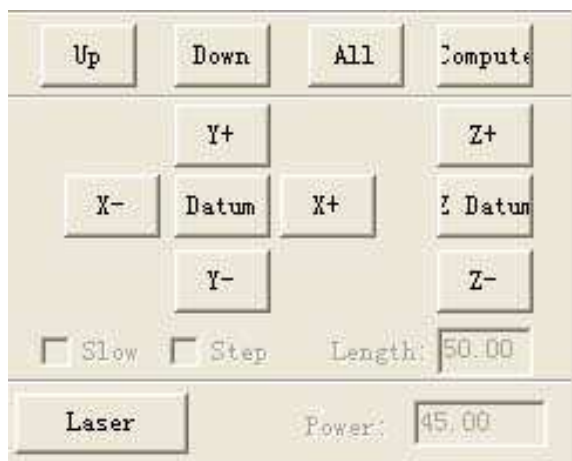 Up Down All Compute
Y+ Z+
X- Datum X+ Z Datum
Y- Z-
Slow Step Length: 50.00
Laser Power: 45.00